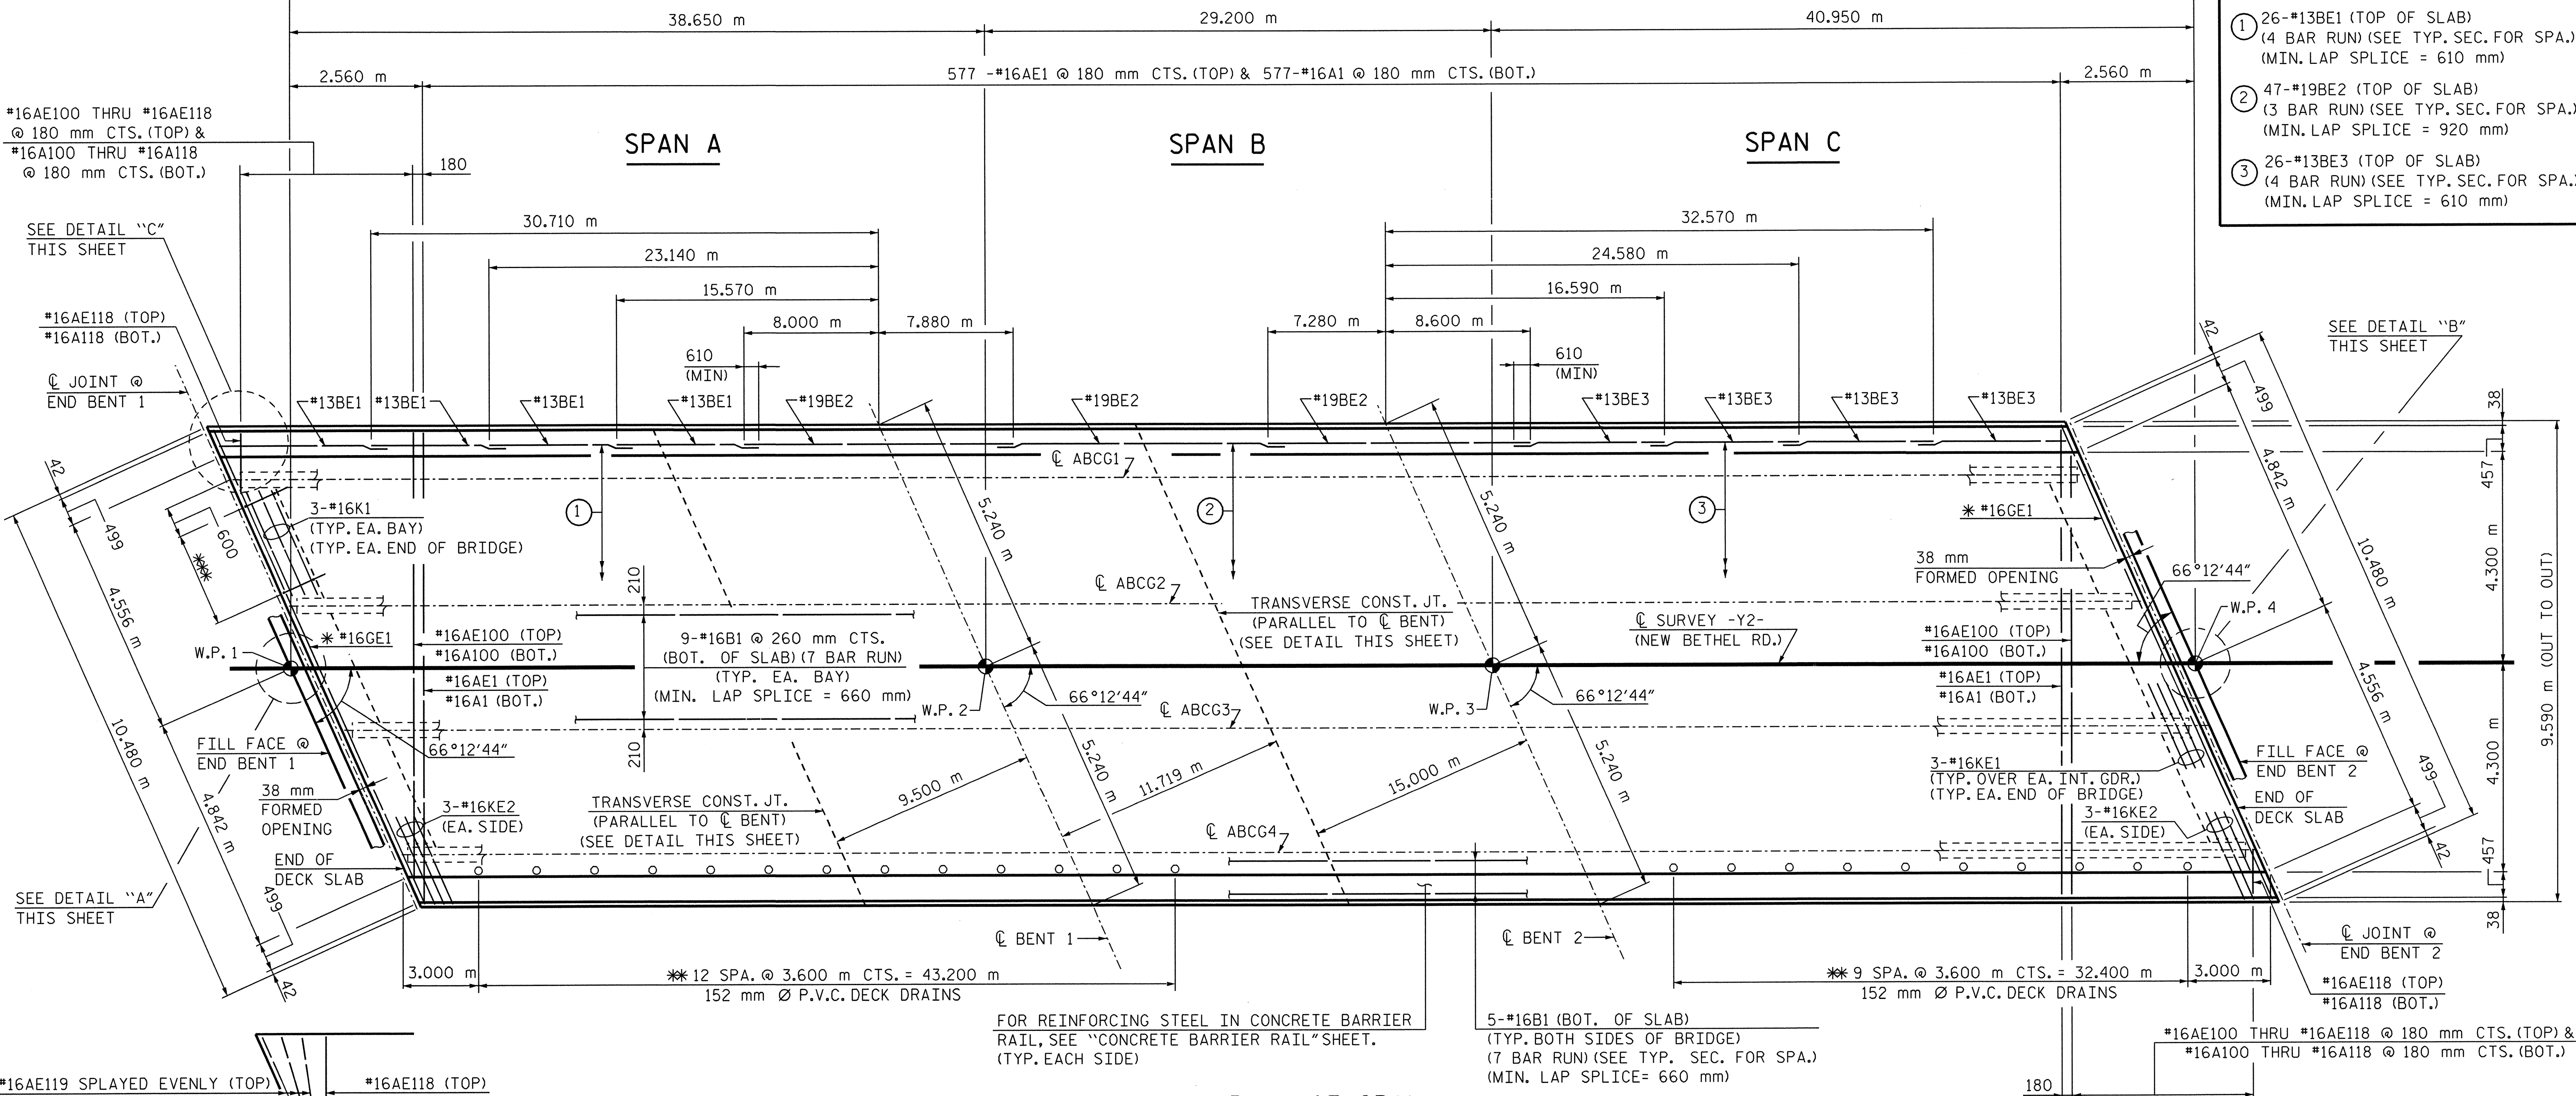 38.650 m
29.200 m
40.950 m
2.560 m
577 -#16AE1 @ 180 mm CTS. (TOP) & 577-#16A1 @ 180 mm CTS. (BOT.)
2.560 m
① 26-#13BE1 (TOP OF SLAB)
(4 BAR RUN) (SEE TYP. SEC. FOR SPA.)
(MIN. LAP SPLICE = 610 mm)
② 47-#19BE2 (TOP OF SLAB)
(3 BAR RUN) (SEE TYP. SEC. FOR SPA.)
(MIN. LAP SPLICE = 920 mm)
③ 26-#13BE3 (TOP OF SLAB)
(4 BAR RUN) (SEE TYP. SEC. FOR SPA.)
(MIN. LAP SPLICE = 610 mm)
#16AE100 THRU #16AE118
@ 180 mm CTS. (TOP) &
#16A100 THRU #16A118
@ 180 mm CTS. (BOT.)
180
SPAN A
SPAN B
SPAN C
SEE DETAIL ''C"
THIS SHEET
30.710 m
23.140 m
15.570 m
8.000 m
7.880 m
610
(MIN)
32.570 m
24.580 m
16.590 m
7.280 m
8.600 m
610
(MIN)
SEE DETAIL ''B"
THIS SHEET
#16AE118 (TOP)
#16A118 (BOT.)
℄ JOINT @
END BENT 1
#13BE1
#13BE1
#13BE1
#13BE1
#19BE2
#19BE2
#19BE2
#13BE3
#13BE3
#13BE3
#13BE3
42
499
4.842 m
10.480 m
4.556 m
499
42
38
457
4.300 m
9.590 m (OUT TO OUT)
4.300 m
457
38
℄ ABCG1
42
499
600
***
4.556 m
10.480 m
4.842 m
499
42
3-#16K1
(TYP. EA. BAY)
(TYP. EA. END OF BRIDGE)
①
②
③
5.240 m
5.240 m
* #16GE1
38 mm
FORMED OPENING
66°12'44"
W.P. 4
210
℄ ABCG2
TRANSVERSE CONST. JT.
(PARALLEL TO ℄ BENT)
(SEE DETAIL THIS SHEET)
℄ SURVEY -Y2-
(NEW BETHEL RD.)
* #16GE1
W.P. 1
#16AE100 (TOP)
#16A100 (BOT.)
#16AE1 (TOP)
#16A1 (BOT.)
9-#16B1 @ 260 mm CTS.
(BOT. OF SLAB) (7 BAR RUN)
(TYP. EA. BAY)
(MIN. LAP SPLICE = 660 mm)
#16AE100 (TOP)
#16A100 (BOT.)
#16AE1 (TOP)
#16A1 (BOT.)
W.P. 2
66°12'44"
W.P. 3
66°12'44"
℄ ABCG3
210
66°12'44"
FILL FACE @
END BENT 1
38 mm
FORMED
OPENING
3-#16KE2
(EA. SIDE)
END OF
DECK SLAB
TRANSVERSE CONST. JT.
(PARALLEL TO ℄ BENT)
(SEE DETAIL THIS SHEET)
9.500 m
5.240 m
11.719 m
15.000 m
5.240 m
3-#16KE1
(TYP. OVER EA. INT. GDR.)
(TYP. EA. END OF BRIDGE)
3-#16KE2
(EA. SIDE)
FILL FACE @
END BENT 2
END OF
DECK SLAB
℄ ABCG4
SEE DETAIL ''A"
THIS SHEET
℄ BENT 1
℄ BENT 2
℄ JOINT @
END BENT 2
3.000 m
** 12 SPA. @ 3.600 m CTS. = 43.200 m
152 mm Ø P.V.C. DECK DRAINS
** 9 SPA. @ 3.600 m CTS. = 32.400 m
152 mm Ø P.V.C. DECK DRAINS
3.000 m
#16AE118 (TOP)
#16A118 (BOT.)
FOR REINFORCING STEEL IN CONCRETE BARRIER
RAIL, SEE ''CONCRETE BARRIER RAIL" SHEET.
(TYP. EACH SIDE)
5-#16B1 (BOT. OF SLAB)
(TYP. BOTH SIDES OF BRIDGE)
(7 BAR RUN) (SEE TYP. SEC. FOR SPA.)
(MIN. LAP SPLICE= 660 mm)
#16AE100 THRU #16AE118 @ 180 mm CTS. (TOP) &
#16A100 THRU #16A118 @ 180 mm CTS. (BOT.)
180
#16AE119 SPLAYED EVENLY (TOP)
#16AE118 (TOP)